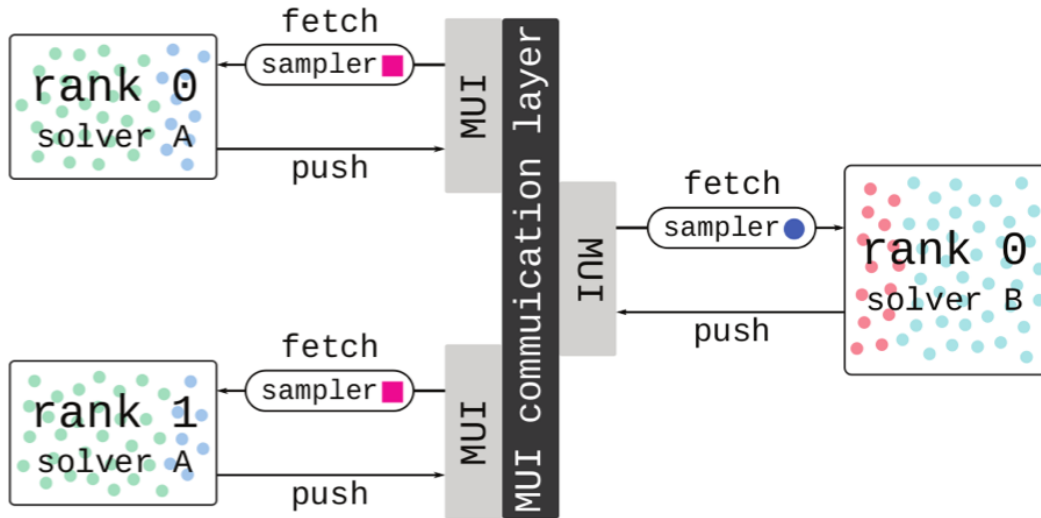 fetch
sampler
rank 0
solver A
push
MUI
MUI commuication layer
fetch
sampler
rank 0
solver B
push
MUI
fetch
sampler
rank 1
solver A
push
MUI